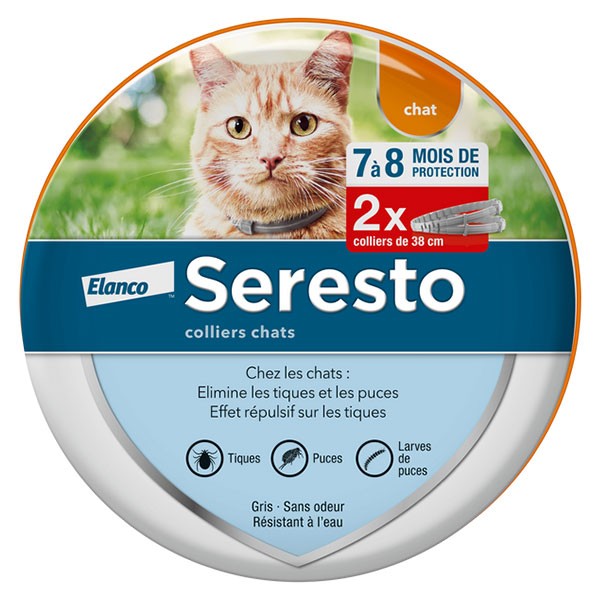 chat
7 à 8 MOIS DE
PROTECTION
2x
colliers de 38 cm
Elanco™
Seresto
colliers chats
Chez les chats :
Elimine les tiques et les puces
Effet répulsif sur les tiques
Tiques
Puces
Larves
de
puces
Gris · Sans odeur
Résistant à l'eau